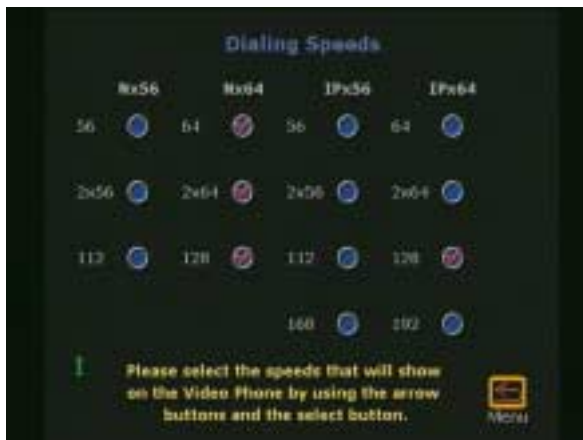 Dialing Speeds
Nx56 Nx64 IPx56 IPx64
56 64 56 64
2x56 2x64 2x56 2x64
112 128 112 128
168 192
Please select the speeds that will show
on the Video Phone by using the arrow
buttons and the select button.
Menu